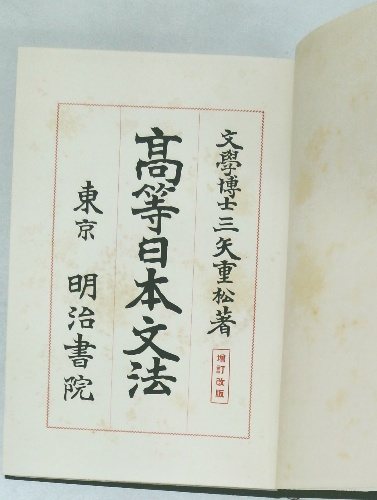 文學博士三矢重松著
增訂改版
高等日本文法
東京 明治書院